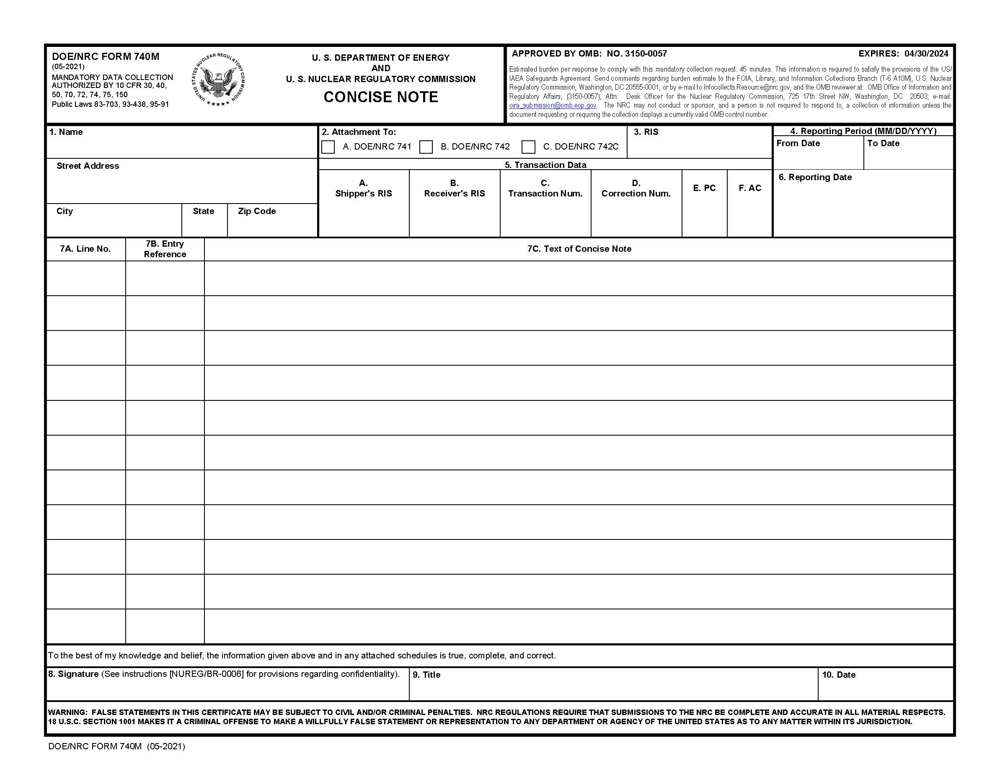 DOE/NRC FORM 740M
(05-2021)
MANDATORY DATA COLLECTION
AUTHORIZED BY 10 CFR 30, 40,
50, 70, 72, 74, 75, 150
Public Laws 83-703, 93-438, 95-91
UNITED STATES NUCLEAR REGULATORY COMMISSION
U. S. DEPARTMENT OF ENERGY
AND
U. S. NUCLEAR REGULATORY COMMISSION
CONCISE NOTE
APPROVED BY OMB: NO. 3150-0057 EXPIRES: 04/30/2024
Estimated burden per response to comply with this mandatory collection request: 45 minutes. This information is required to satisfy the provisions of the US/
IAEA Safeguards Agreement. Send comments regarding burden estimate to the FOIA, Library, and Information Collections Branch (T-6 A10M), U.S. Nuclear
Regulatory Commission, Washington, DC 20555-0001, or by e-mail to Infocollects.Resource@nrc.gov, and the OMB reviewer at: OMB Office of Information and
Regulatory Affairs, (3150-0057), Attn: Desk Officer for the Nuclear Regulatory Commission, 725 17th Street NW, Washington, DC 20503; e-mail:
oira_submission@omb.eop.gov. The NRC may not conduct or sponsor, and a person is not required to respond to, a collection of information unless the
document requesting or requiring the collection displays a currently valid OMB control number.
1. Name
Street Address
City State Zip Code
2. Attachment To:
A. DOE/NRC 741 B. DOE/NRC 742 C. DOE/NRC 742C
3. RIS
4. Reporting Period (MM/DD/YYYY)
From Date To Date
5. Transaction Data
A.
Shipper's RIS
B.
Receiver's RIS
C.
Transaction Num.
D.
Correction Num.
E. PC
F. AC
6. Reporting Date
7A. Line No.
7B. Entry
Reference
7C. Text of Concise Note
To the best of my knowledge and belief, the information given above and in any attached schedules is true, complete, and correct.
8. Signature (See instructions [NUREG/BR-0006] for provisions regarding confidentiality).
9. Title
10. Date
WARNING: FALSE STATEMENTS IN THIS CERTIFICATE MAY BE SUBJECT TO CIVIL AND/OR CRIMINAL PENALTIES. NRC REGULATIONS REQUIRE THAT SUBMISSIONS TO THE NRC BE COMPLETE AND ACCURATE IN ALL MATERIAL RESPECTS.
18 U.S.C. SECTION 1001 MAKES IT A CRIMINAL OFFENSE TO MAKE A WILLFULLY FALSE STATEMENT OR REPRESENTATION TO ANY DEPARTMENT OR AGENCY OF THE UNITED STATES AS TO ANY MATTER WITHIN ITS JURISDICTION.
DOE/NRC FORM 740M (05-2021)